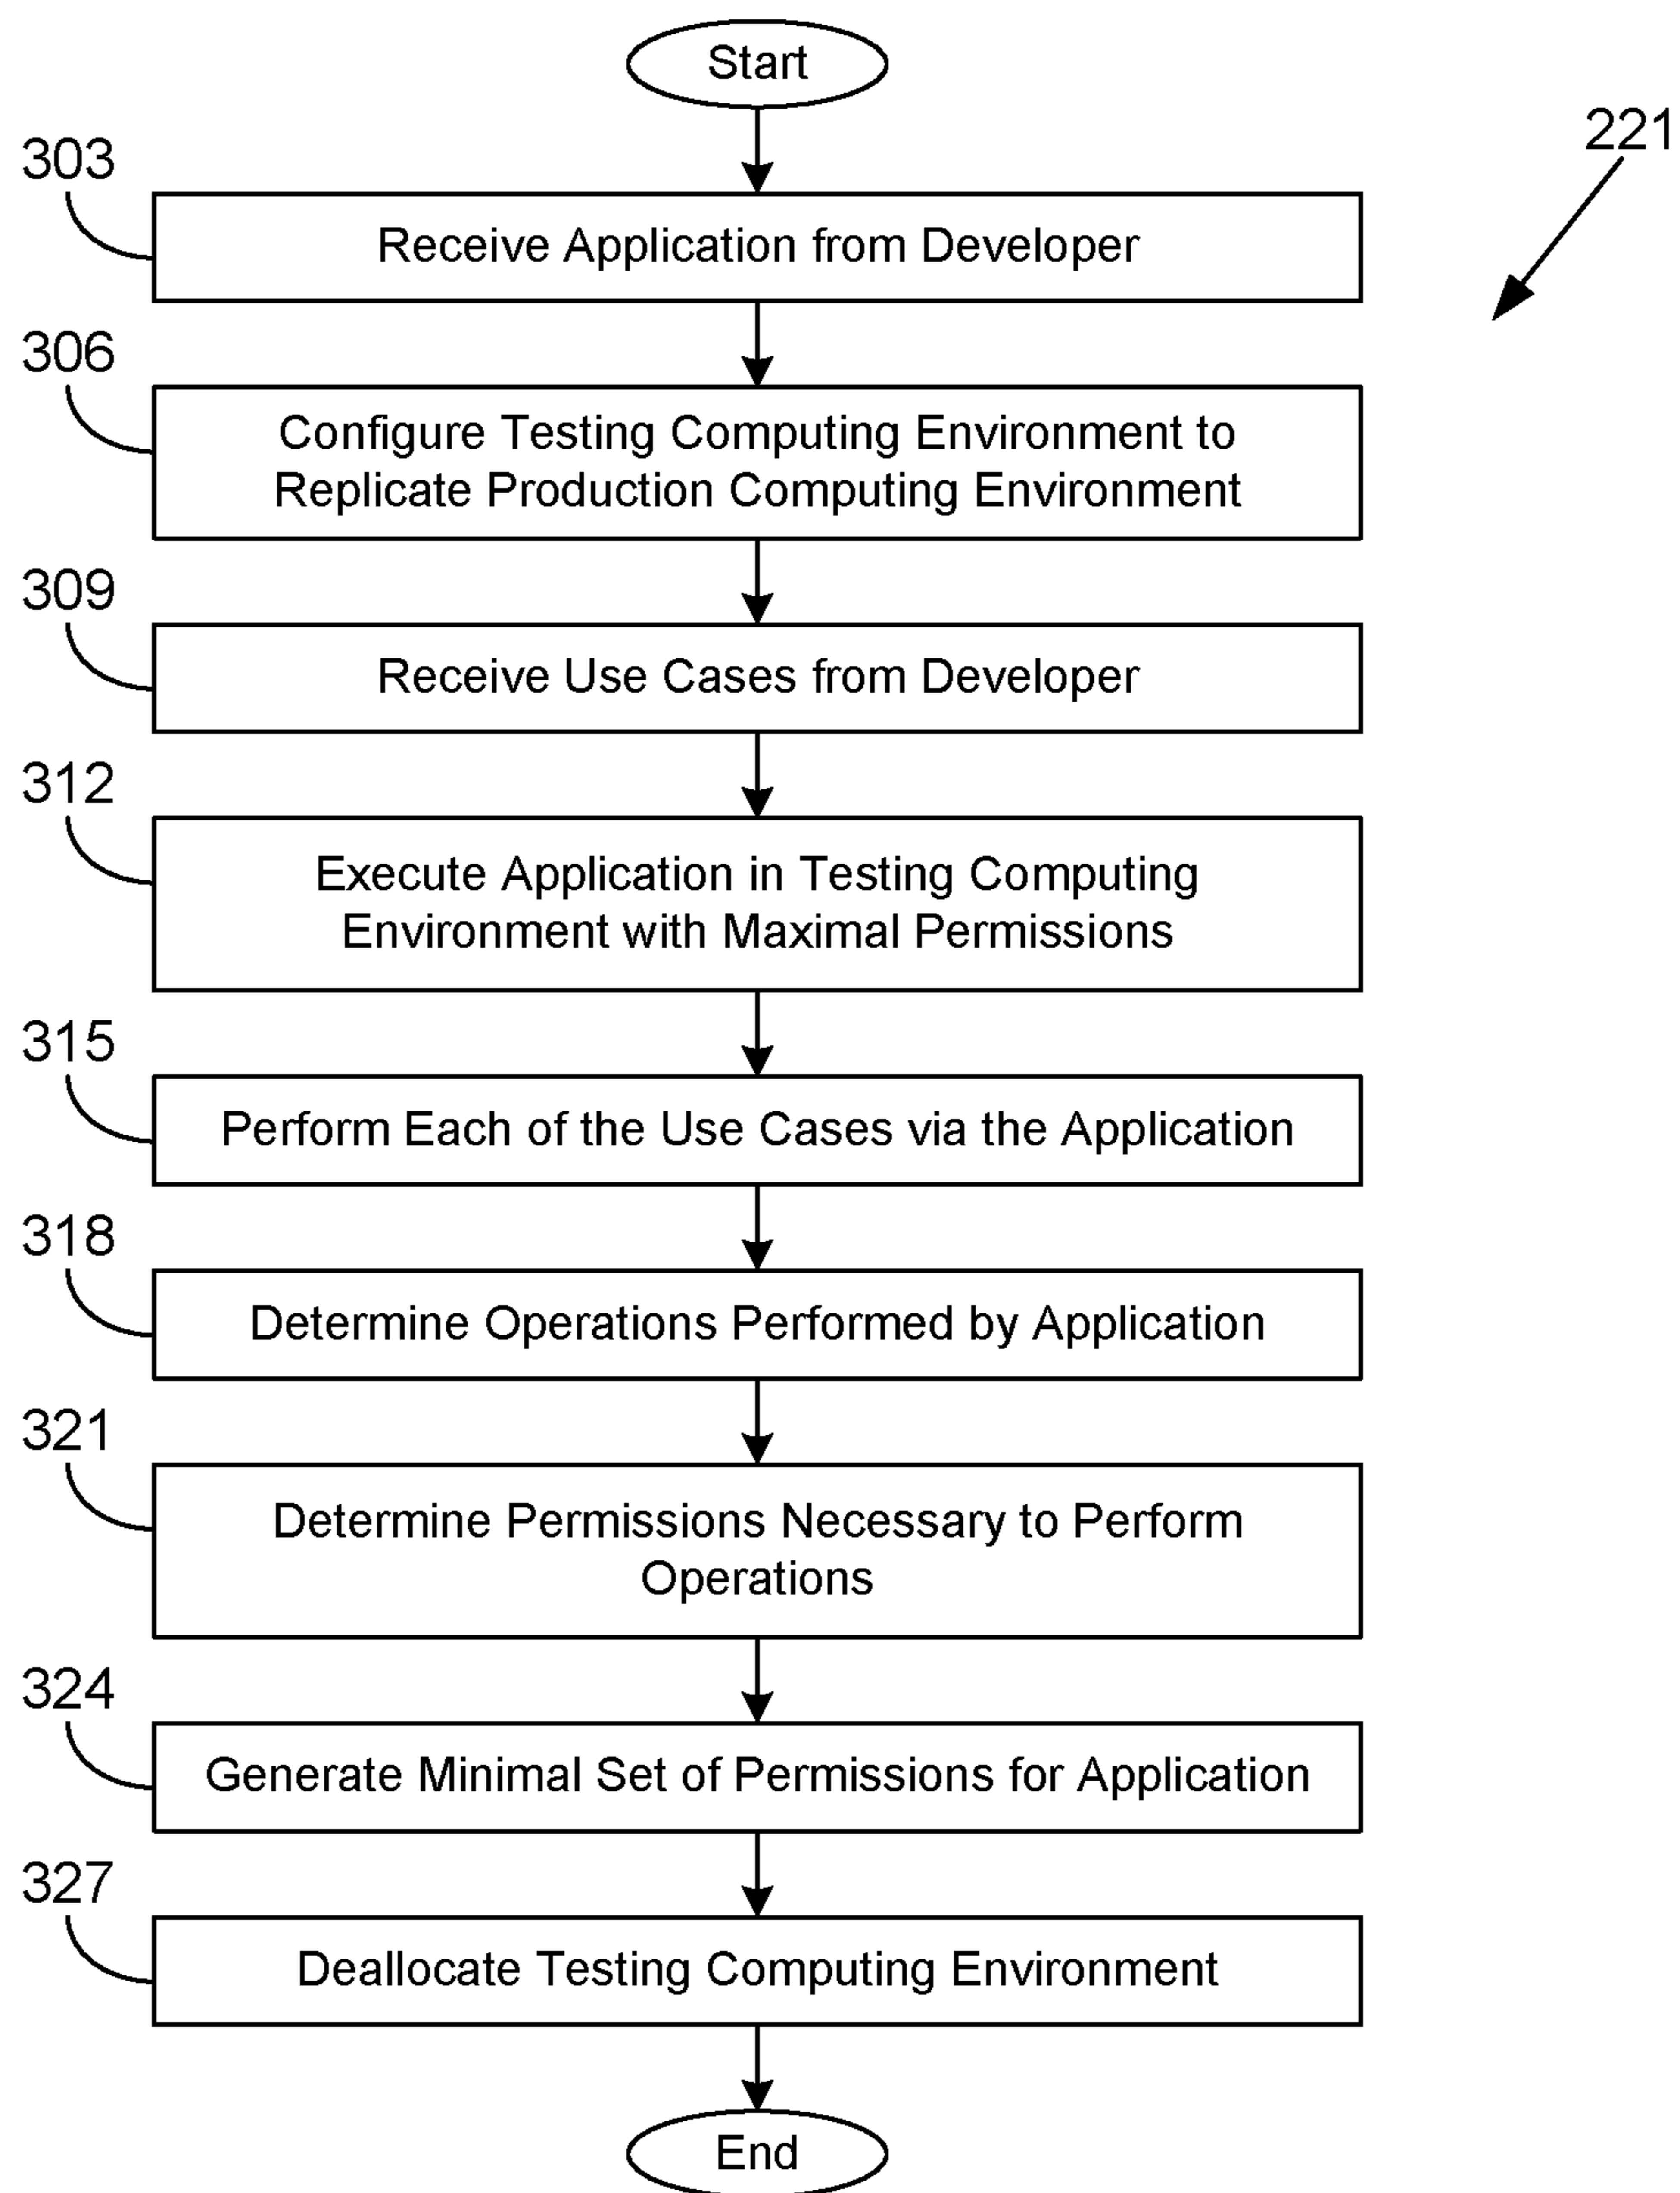 Start
221
303
Receive Application from Developer
306
Configure Testing Computing Environment to
Replicate Production Computing Environment
309
Receive Use Cases from Developer
312
Execute Application in Testing Computing
Environment with Maximal Permissions
315
Perform Each of the Use Cases via the Application
318
Determine Operations Performed by Application
321
Determine Permissions Necessary to Perform
Operations
324
Generate Minimal Set of Permissions for Application
327
Deallocate Testing Computing Environment
End